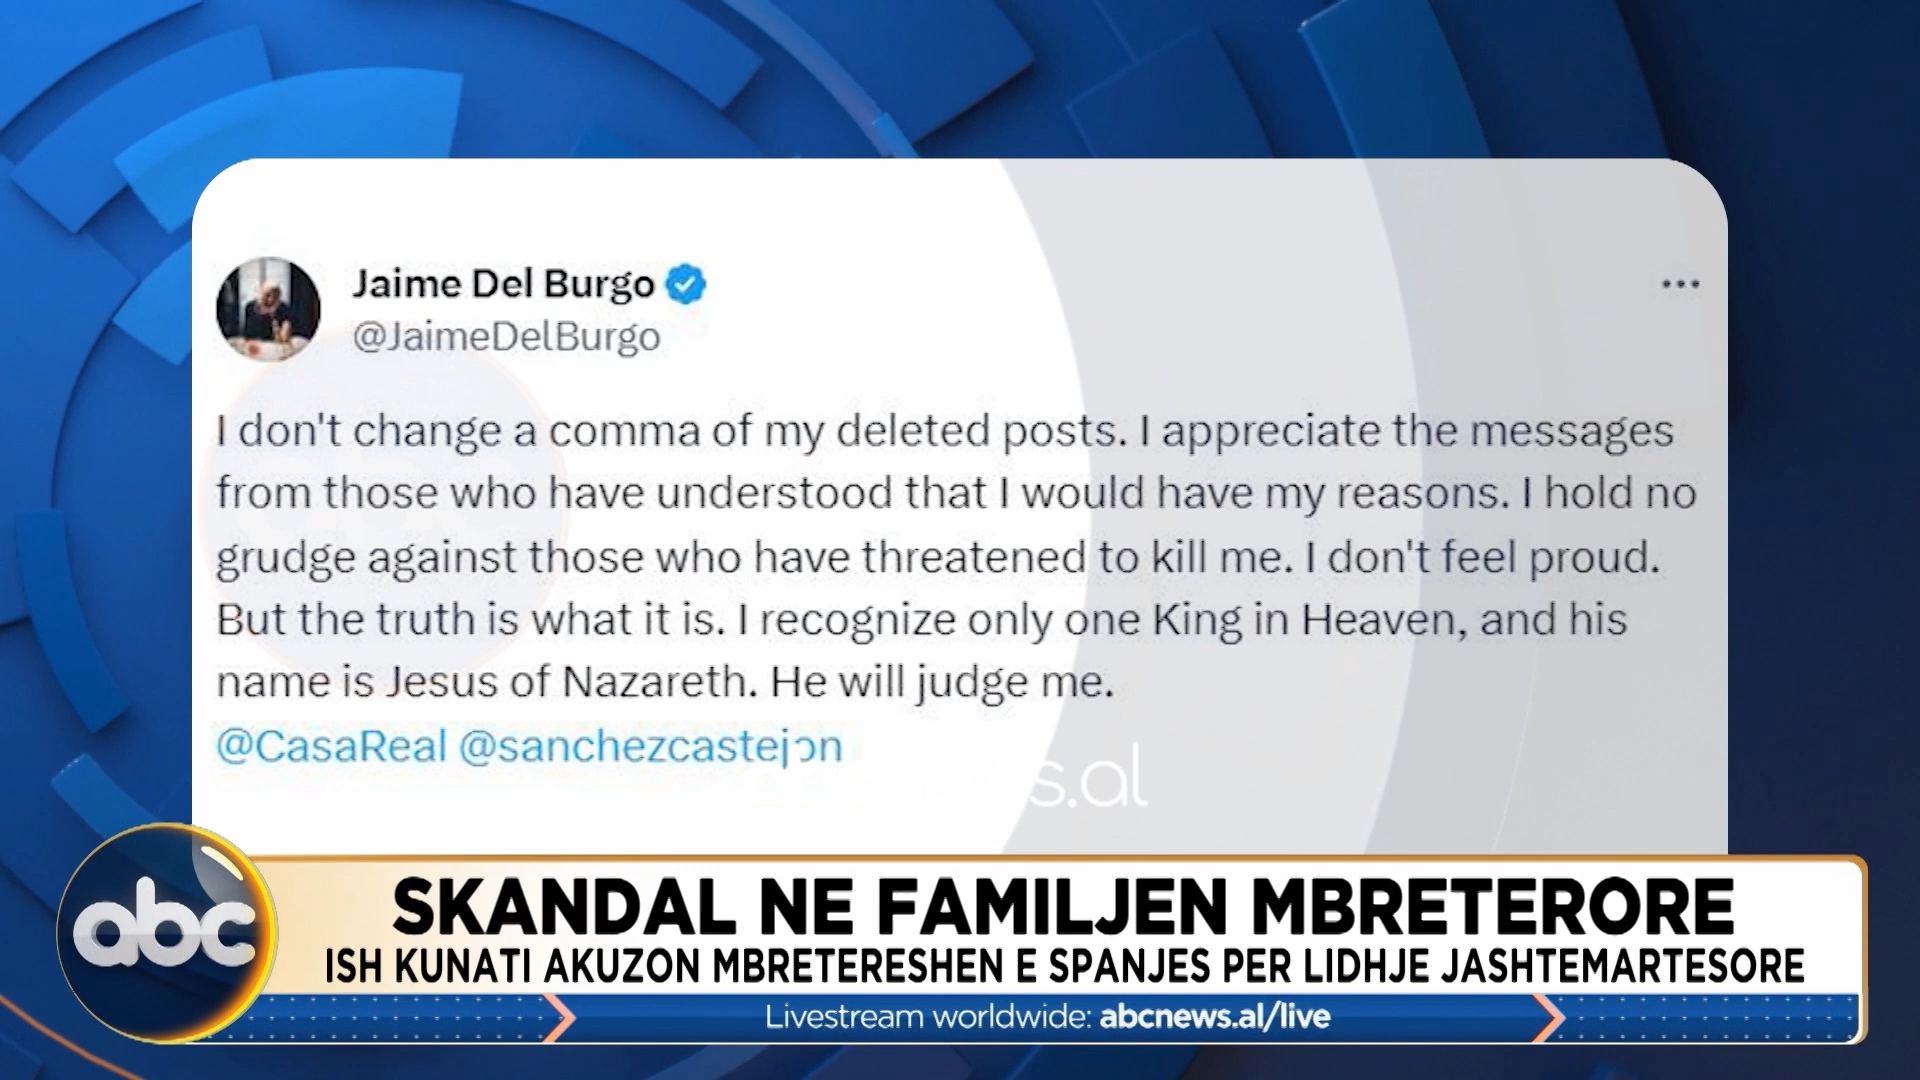 Jaime Del Burgo
@JaimeDelBurgo
I don't change a comma of my deleted posts. I appreciate the messages
from those who have understood that I would have my reasons. I hold no
grudge against those who have threatened to kill me. I don't feel proud.
But the truth is what it is. I recognize only one King in Heaven, and his
name is Jesus of Nazareth. He will judge me.
@CasaReal @sanchezcastejon
abcnews.al
abc
SKANDAL NE FAMILJEN MBRETERORE
ISH KUNATI AKUZON MBRETERESHEN E SPANJES PER LIDHJE JASHTEMARTESORE
Livestream worldwide: abcnews.al/live